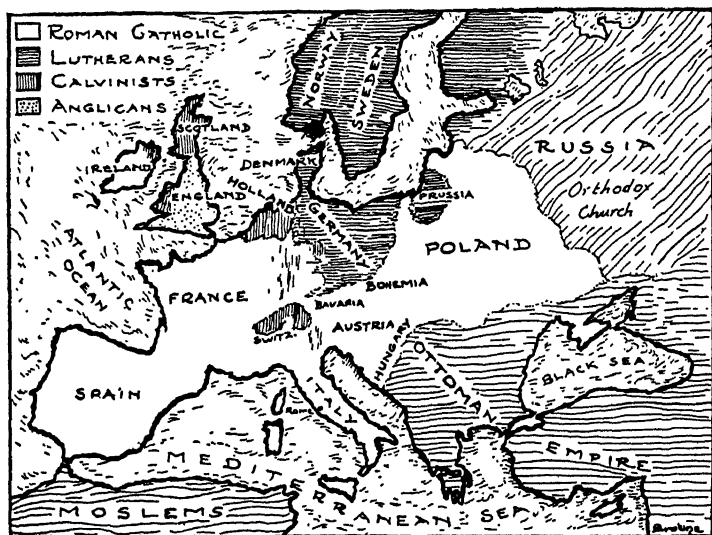 ROMAN CATHOLIC
LUTHERANS
CALVINISTS
ANGLICANS
NORWAY
SWEDEN
SCOTLAND
IRELAND
ENGLAND
DENMARK
HOLLAND
GERMANY
PRUSSIA
RUSSIA
Orthodox
Church
POLAND
ATLANTIC
OCEAN
FRANCE
BOHEMIA
BAVARIA
SWITZ.
AUSTRIA
HUNGARY
OTTOMAN
EMPIRE
BLACK SEA
SPAIN
ITALY
ROME
MEDITERRANEAN SEA
MOSLEMS